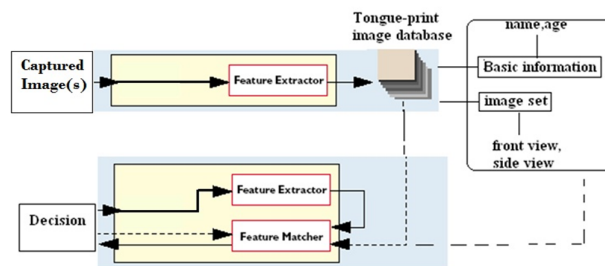 Tongue-print
image database
name,age
Captured
Image(s)
Feature Extractor
Basic information
image set
front view,
side view
Feature Extractor
Decision
Feature Matcher